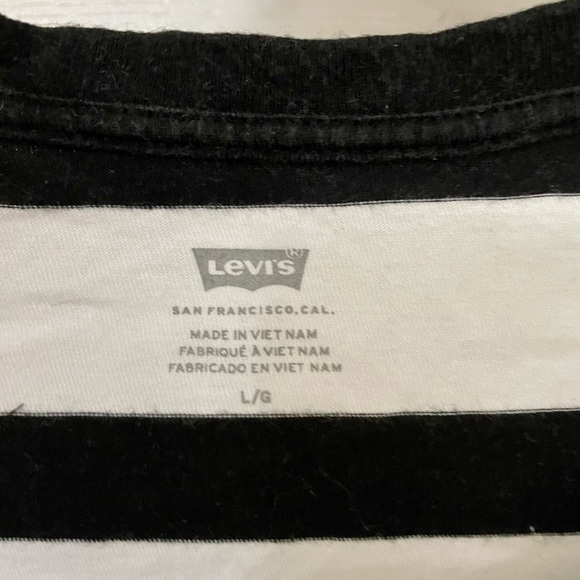 Levi's®
SAN FRANCISCO, CAL.
MADE IN VIET NAM
FABRIQUÉ À VIET NAM
FABRICADO EN VIET NAM
L/G